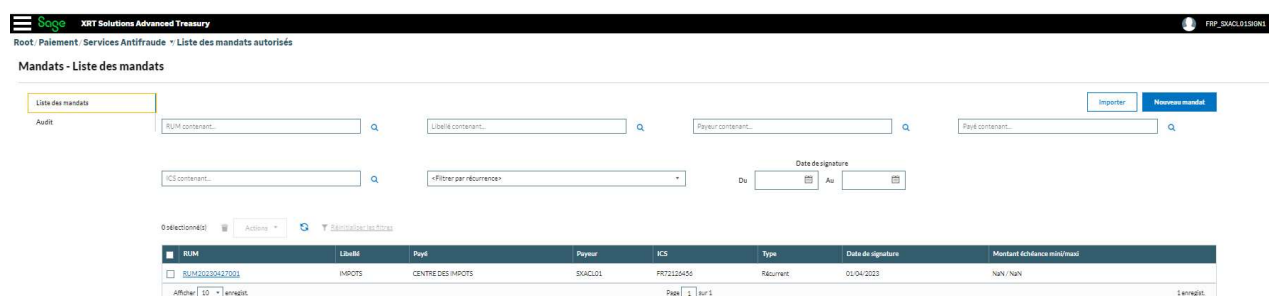 Sage XRT Solutions Advanced Treasury FRP_SXACL01SIGN1
Root / Paiement / Services Antifraude / Liste des mandats autorisés
Mandats - Liste des mandats
Liste des mandats
Importer Nouveau mandat
Audit
RUM contenant... Libellé contenant... Payeur contenant... Payé contenant...
Date de signature
ICS contenant... <Filtrer par récurrence> Du Au
0 sélectionné(s) Actions Réinitialiser les filtres
RUM Libellé Payé Payeur ICS Type Date de signature Montant échéance mini/maxi
RUM20230427001 IMPOTS CENTRE DES IMPOTS SXACL01 FR72126456 Récurrent 01/04/2023 NaN / NaN
Afficher 10 enregist. Page 1 sur 1 1 enregist.